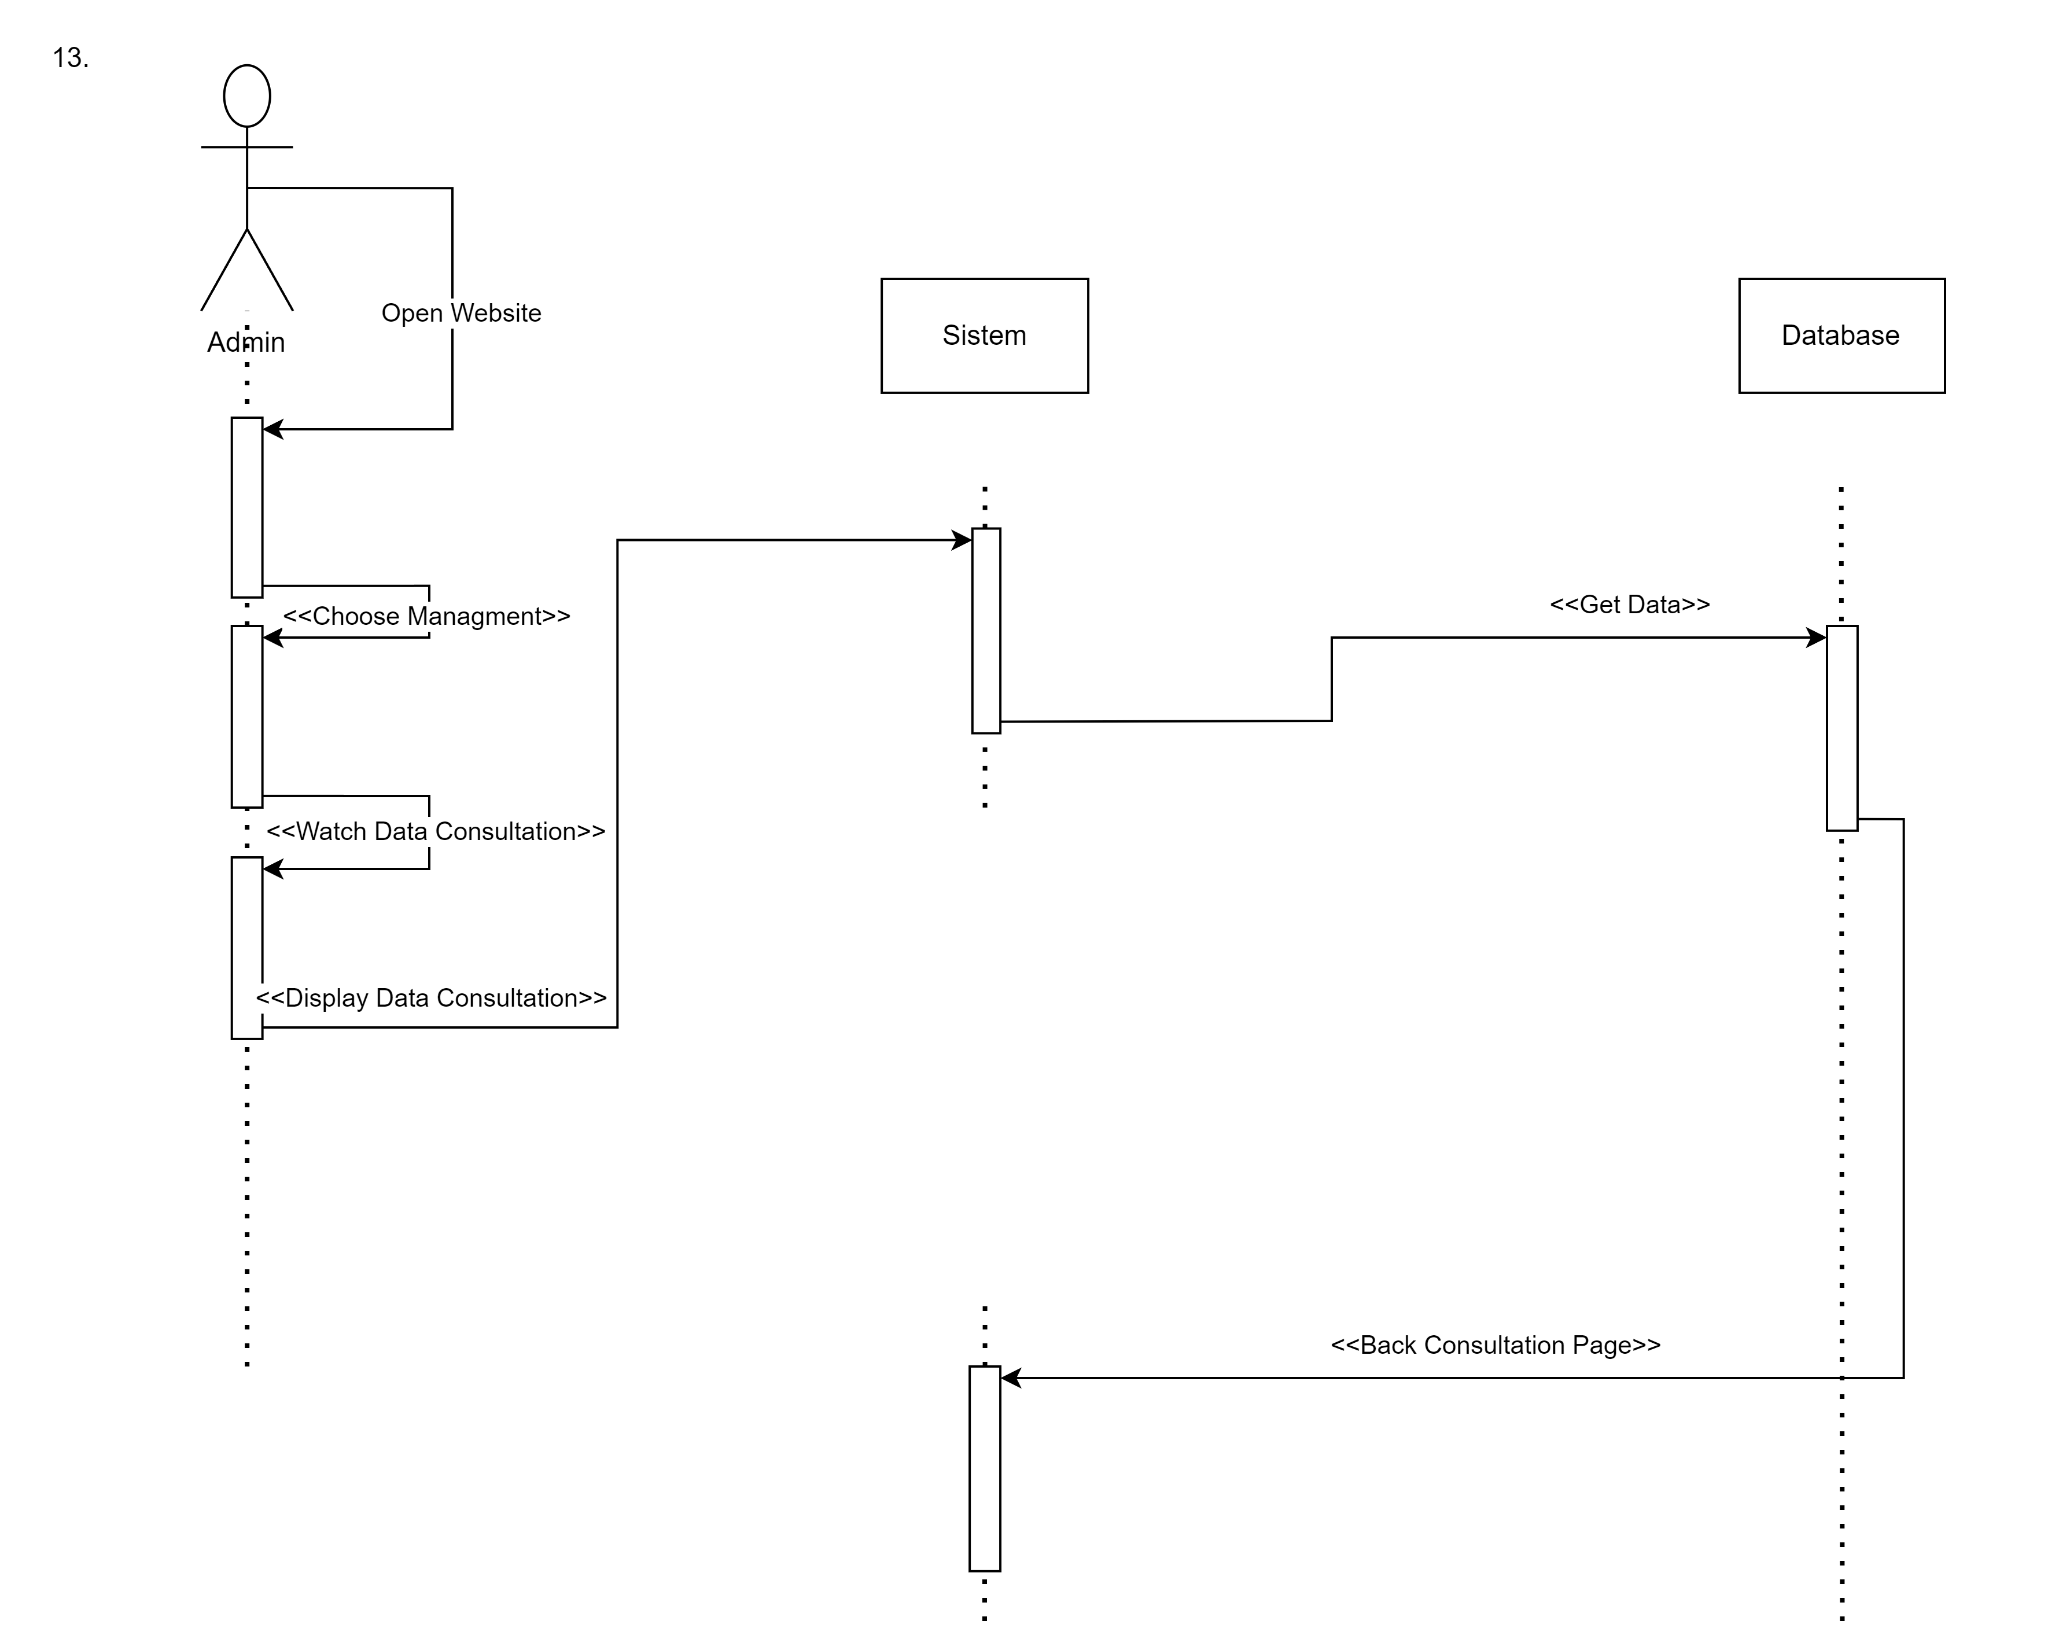 13.
Open Website
Admin
Sistem
Database
<<Choose Managment>>
<<Get Data>>
<<Watch Data Consultation>>
<<Display Data Consultation>>
<<Back Consultation Page>>